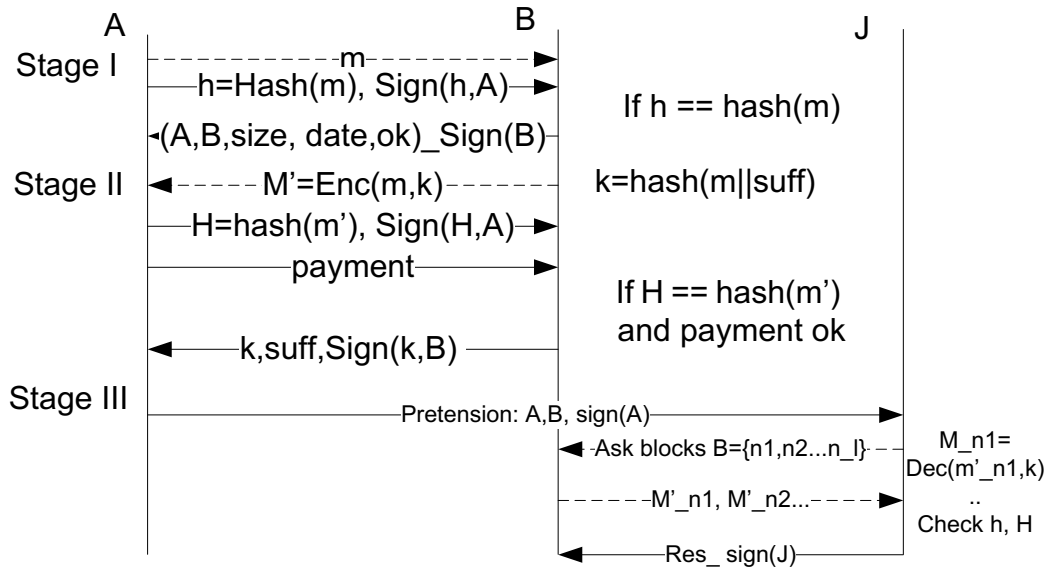 A
B
J
Stage I
m
h=Hash(m), Sign(h,A)
If h == hash(m)
(A,B,size, date,ok)_Sign(B)
Stage II
M’=Enc(m,k)
k=hash(m||suff)
H=hash(m’), Sign(H,A)
payment
If H == hash(m’)
and payment ok
k,suff,Sign(k,B)
Stage III
Pretension: A,B, sign(A)
Ask blocks B={n1,n2...n_l}
M_n1=
Dec(m’_n1,k)
M’_n1, M’_n2...
..
Check h, H
Res_ sign(J)